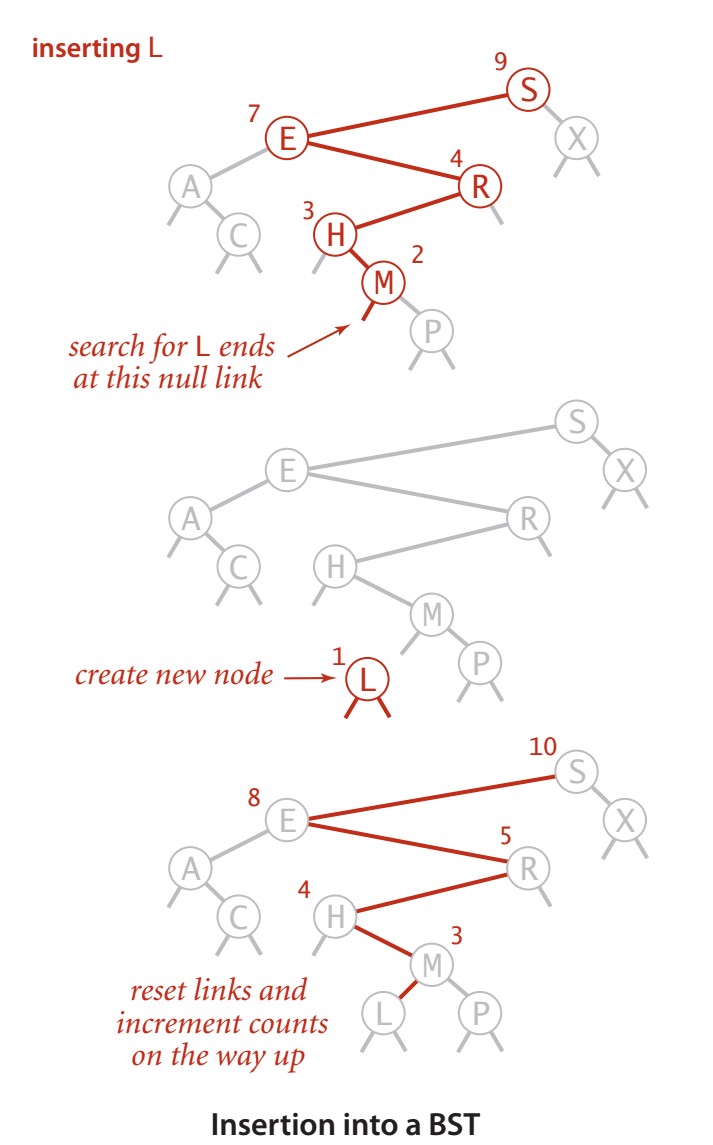 inserting L
9
S
7
E
X
4
A
R
3
C
H
2
M
P
search for L ends
at this null link
S
E
X
A
R
C
H
M
1
P
create new node
L
10
S
8
E
X
5
A
R
4
C
H
3
M
reset links and
L
P
increment counts
on the way up
Insertion into a BST